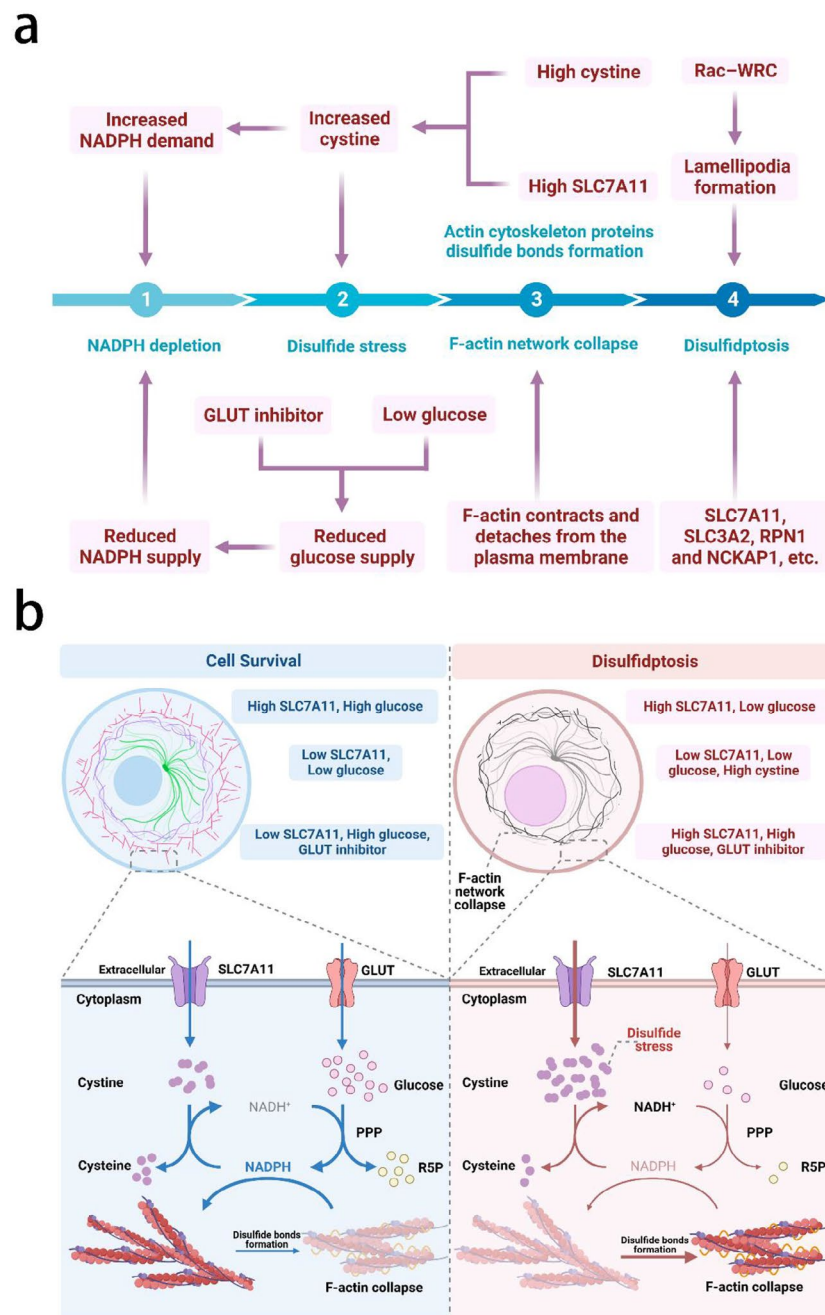 a
High cystine
Rac–WRC
Increased
NADPH demand
Increased
cystine
High SLC7A11
Lamellipodia
formation
Actin cytoskeleton proteins
disulfide bonds formation
1
2
3
4
NADPH depletion
Disulfide stress
F-actin network collapse
Disulfidptosis
GLUT inhibitor
Low glucose
Reduced
NADPH supply
Reduced
glucose supply
F-actin contracts and
detaches from the
plasma membrane
SLC7A11,
SLC3A2, RPN1
and NCKAP1, etc.
b
Cell Survival
High SLC7A11, High glucose
Low SLC7A11,
Low glucose
Low SLC7A11, High glucose,
GLUT inhibitor
Disulfidptosis
High SLC7A11, Low glucose
Low SLC7A11, Low
glucose, High cystine
High SLC7A11, High
glucose, GLUT inhibitor
F-actin
network
collapse
Extracellular
SLC7A11
GLUT
Cytoplasm
Cystine
Glucose
NADH⁺
PPP
Cysteine
NADPH
R5P
Disulfide bonds
formation
F-actin collapse
Extracellular
SLC7A11
GLUT
Cytoplasm
Disulfide
stress
Cystine
Glucose
NADH⁺
PPP
Cysteine
NADPH
R5P
Disulfide bonds
formation
F-actin collapse